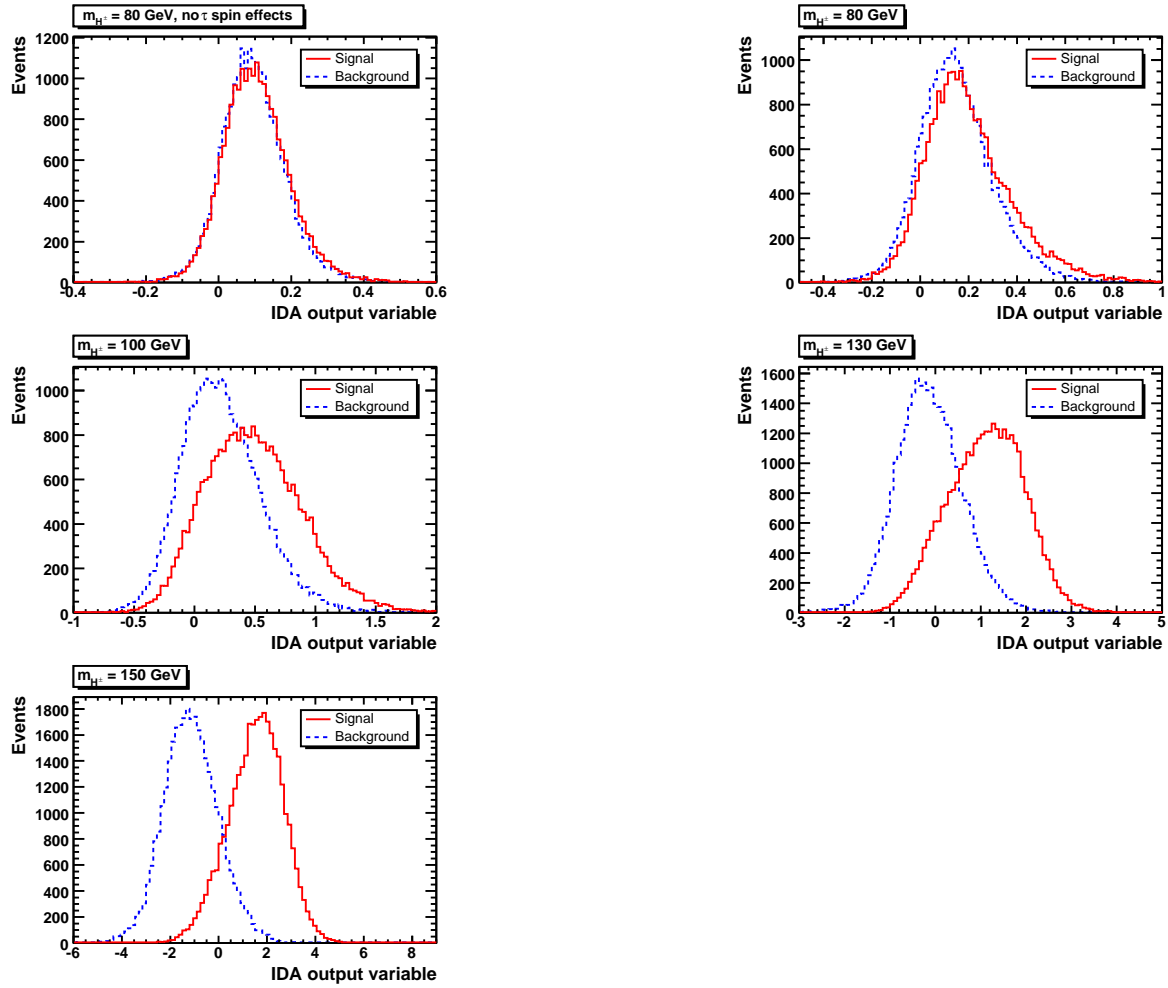 m_H± = 80 GeV, no τ spin effects
Events
1200
1000
800
600
400
200
0
Signal
Background
-0.4 -0.2 0 0.2 0.4 0.6
IDA output variable
m_H± = 80 GeV
Events
1000
800
600
400
200
0
Signal
Background
-0.4 -0.2 0 0.2 0.4 0.6 0.8 1
IDA output variable
m_H± = 100 GeV
Events
1000
800
600
400
200
0
Signal
Background
-1 -0.5 0 0.5 1 1.5 2
IDA output variable
m_H± = 130 GeV
Events
1600
1400
1200
1000
800
600
400
200
0
Signal
Background
-3 -2 -1 0 1 2 3 4 5
IDA output variable
m_H± = 150 GeV
Events
1800
1600
1400
1200
1000
800
600
400
200
0
Signal
Background
-6 -4 -2 0 2 4 6 8
IDA output variable